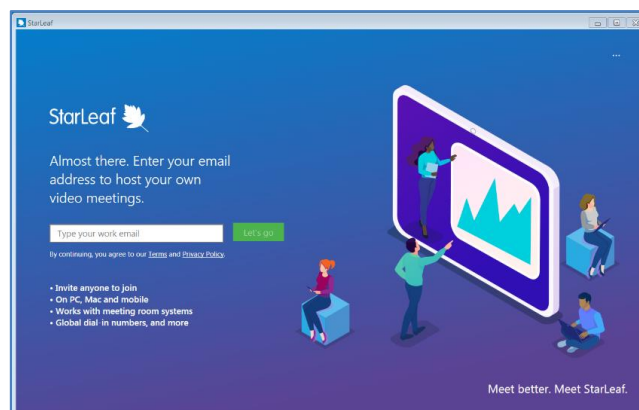 StarLeaf
...
StarLeaf
Almost there. Enter your email
address to host your own
video meetings.
Type your work email
Let's go
By continuing, you agree to our Terms and Privacy Policy.
• Invite anyone to join
• On PC, Mac and mobile
• Works with meeting room systems
• Global dial-in numbers, and more
Meet better. Meet StarLeaf.